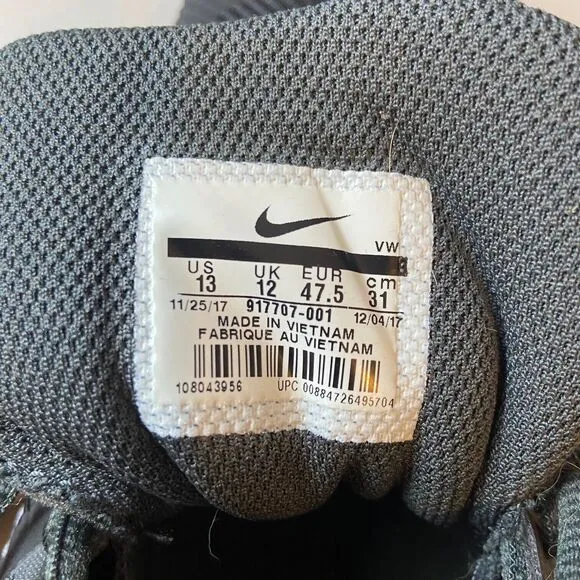 VW
US UK EUR cm
13 12 47.5 31
11/25/17 917707-001 12/04/17
MADE IN VIETNAM
FABRIQUE AU VIETNAM
108043956 UPC 00884726495704